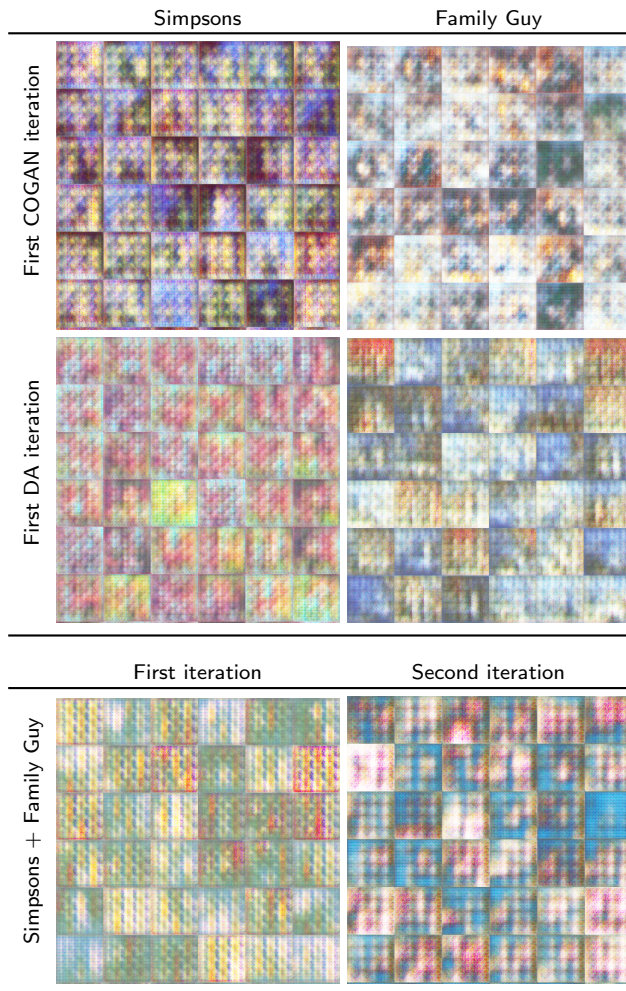 Simpsons
Family Guy
First COGAN iteration
First DA iteration
First iteration
Second iteration
Simpsons + Family Guy